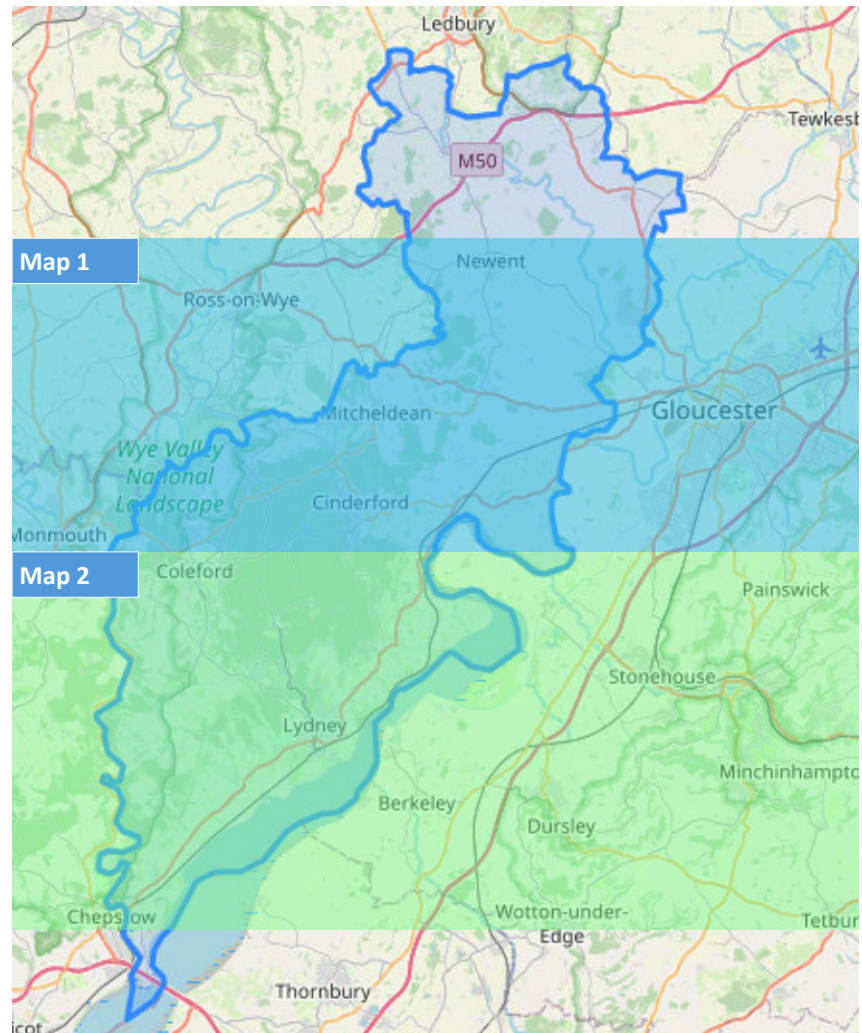 Ledbury
Tewkesb
M50
Map 1
Newent
Ross-on-Wye
Mitcheldean
Gloucester
Wye Valley
National
Landscape
Cinderford
Monmouth
Map 2
Coleford
Painswick
Stonehouse
Lydney
Minchinhampto
Berkeley
Dursley
Chepstow
Wotton-under-
Edge
Tetbur
Thornbury
icot